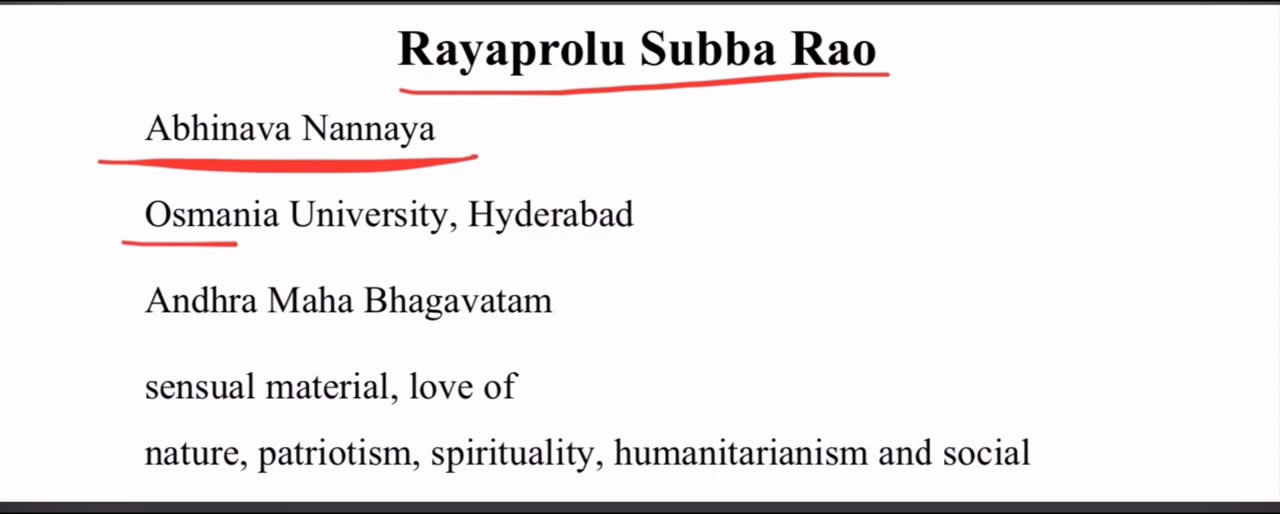 Rayaprolu Subba Rao
Abhinava Nannaya
Osmania University, Hyderabad
Andhra Maha Bhagavatam
sensual material, love of
nature, patriotism, spirituality, humanitarianism and social